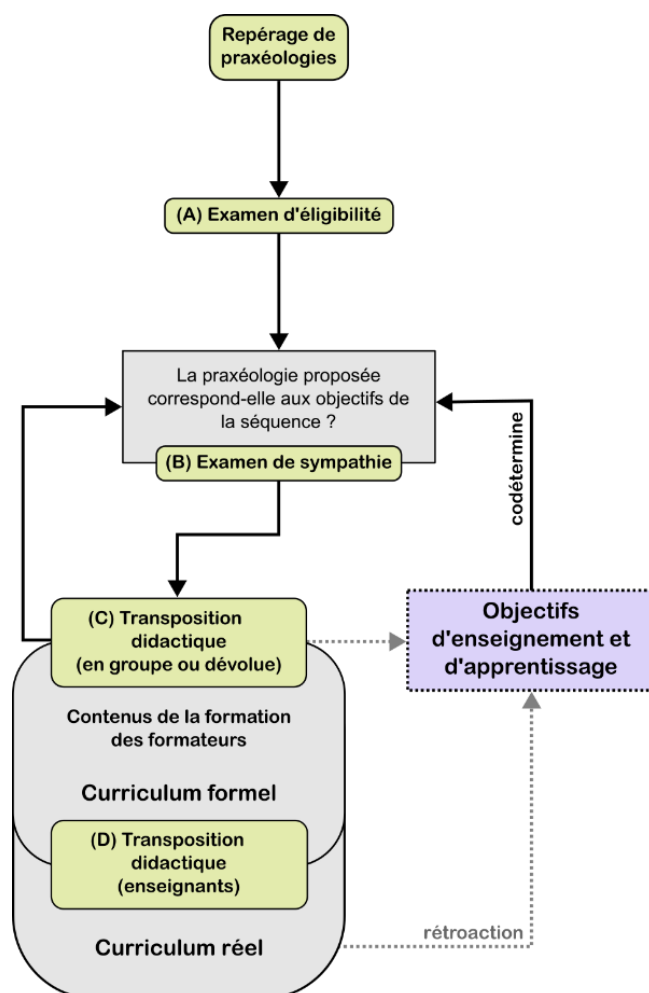 Repérage de
praxéologies
(A) Examen d'éligibilité
La praxéologie proposée
correspond-elle aux objectifs de
la séquence ?
(B) Examen de sympathie
codétermine
(C) Transposition
didactique
(en groupe ou dévolue)
Objectifs
d'enseignement et
d'apprentissage
Contenus de la formation
des formateurs
Curriculum formel
(D) Transposition
didactique
(enseignants)
rétroaction
Curriculum réel